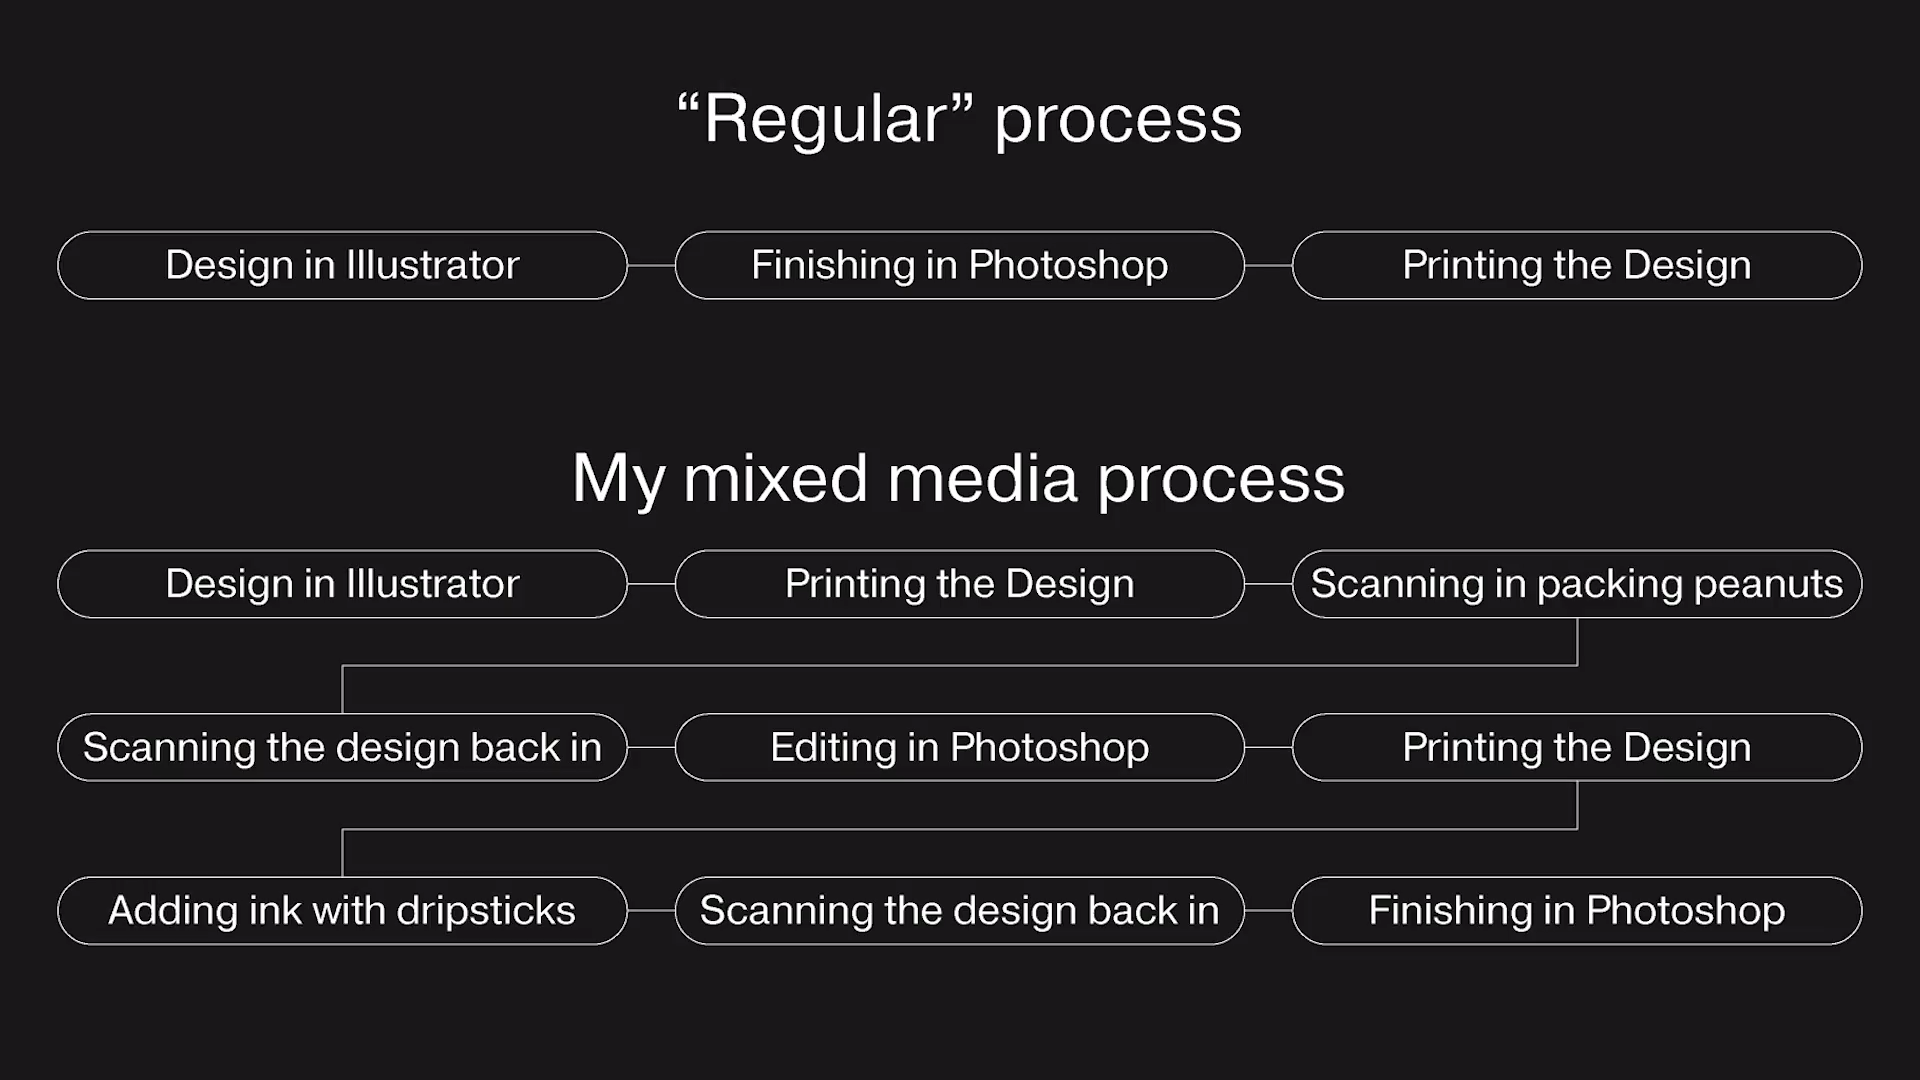 “Regular” process
Design in Illustrator
Finishing in Photoshop
Printing the Design
My mixed media process
Design in Illustrator
Printing the Design
Scanning in packing peanuts
Scanning the design back in
Editing in Photoshop
Printing the Design
Adding ink with dripsticks
Scanning the design back in
Finishing in Photoshop